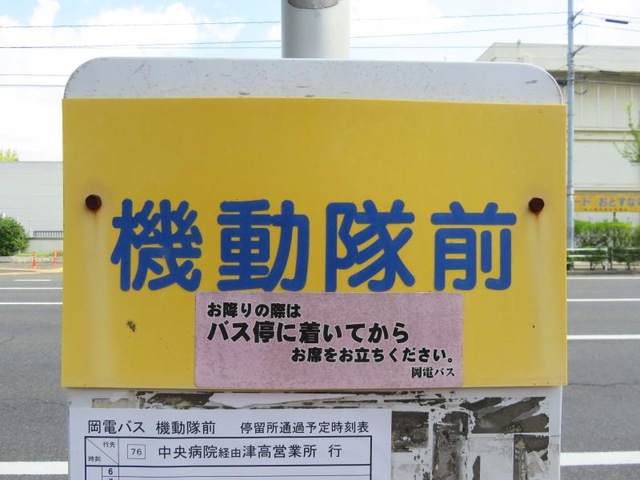 機動隊前
お降りの際は
バス停に着いてから
お席をお立ちください。
岡電バス
岡電バス 機動隊前 停留所通過予定時刻表
行先
時刻
76 中央病院経由津高営業所 行
6